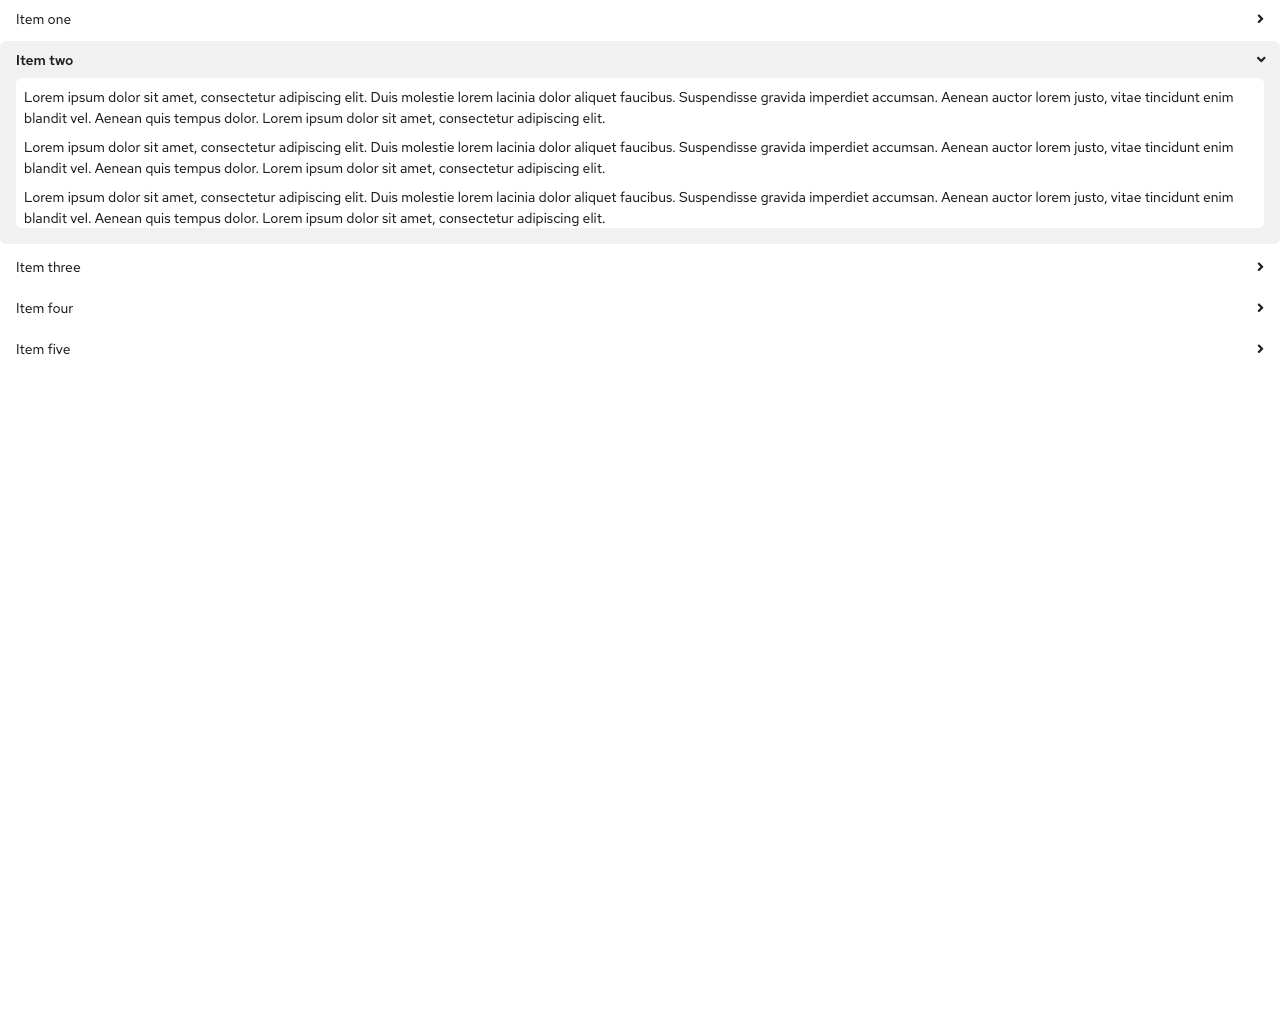 Item one
Item two
Lorem ipsum dolor sit amet, consectetur adipiscing elit. Duis molestie lorem lacinia dolor aliquet faucibus. Suspendisse gravida imperdiet accumsan. Aenean auctor lorem justo, vitae tincidunt enim
blandit vel. Aenean quis tempus dolor. Lorem ipsum dolor sit amet, consectetur adipiscing elit.
Lorem ipsum dolor sit amet, consectetur adipiscing elit. Duis molestie lorem lacinia dolor aliquet faucibus. Suspendisse gravida imperdiet accumsan. Aenean auctor lorem justo, vitae tincidunt enim
blandit vel. Aenean quis tempus dolor. Lorem ipsum dolor sit amet, consectetur adipiscing elit.
Lorem ipsum dolor sit amet, consectetur adipiscing elit. Duis molestie lorem lacinia dolor aliquet faucibus. Suspendisse gravida imperdiet accumsan. Aenean auctor lorem justo, vitae tincidunt enim
blandit vel. Aenean quis tempus dolor. Lorem ipsum dolor sit amet, consectetur adipiscing elit.
Item three
Item four
Item five